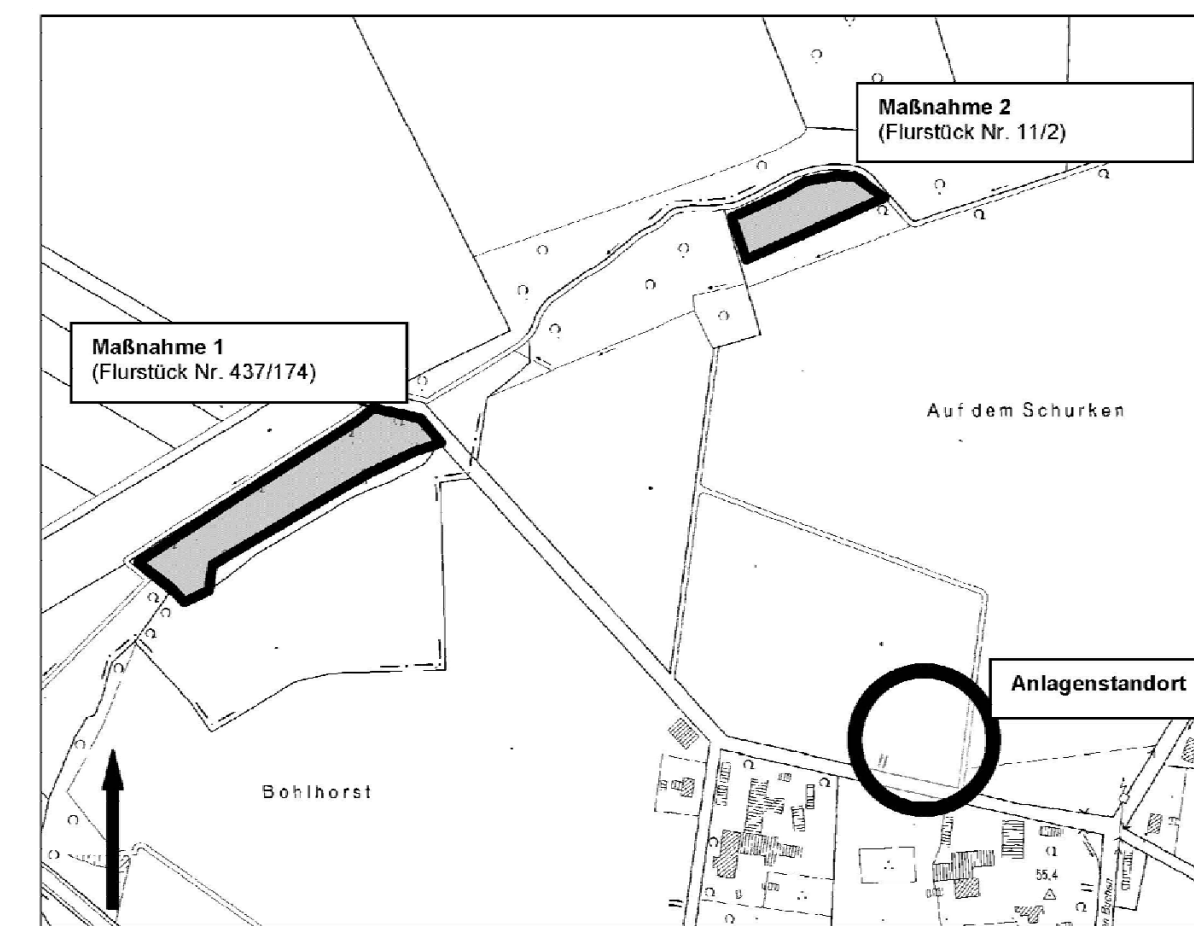 Maßnahme 2
(Flurstück Nr. 11/2)
Maßnahme 1
(Flurstück Nr. 437/174)
Auf dem Schurken
Anlagenstandort
Bohlhorst
55,4